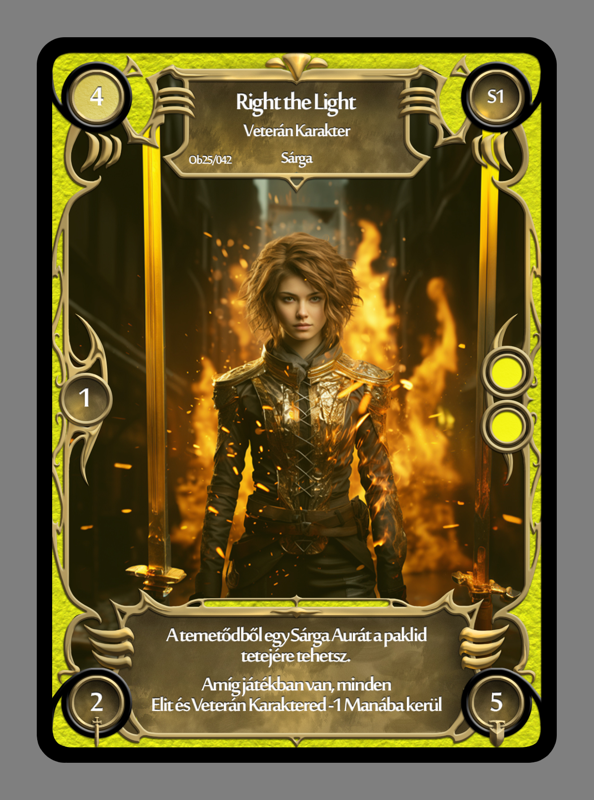 4
Right the Light
S1
Veterán Karakter
Ob25/042
Sárga
1
A temetődből egy Sárga Aurát a paklid
tetejére tehetsz.
Amíg játékban van, minden
Elit és Veterán Karaktered -1 Manába kerül
2
5